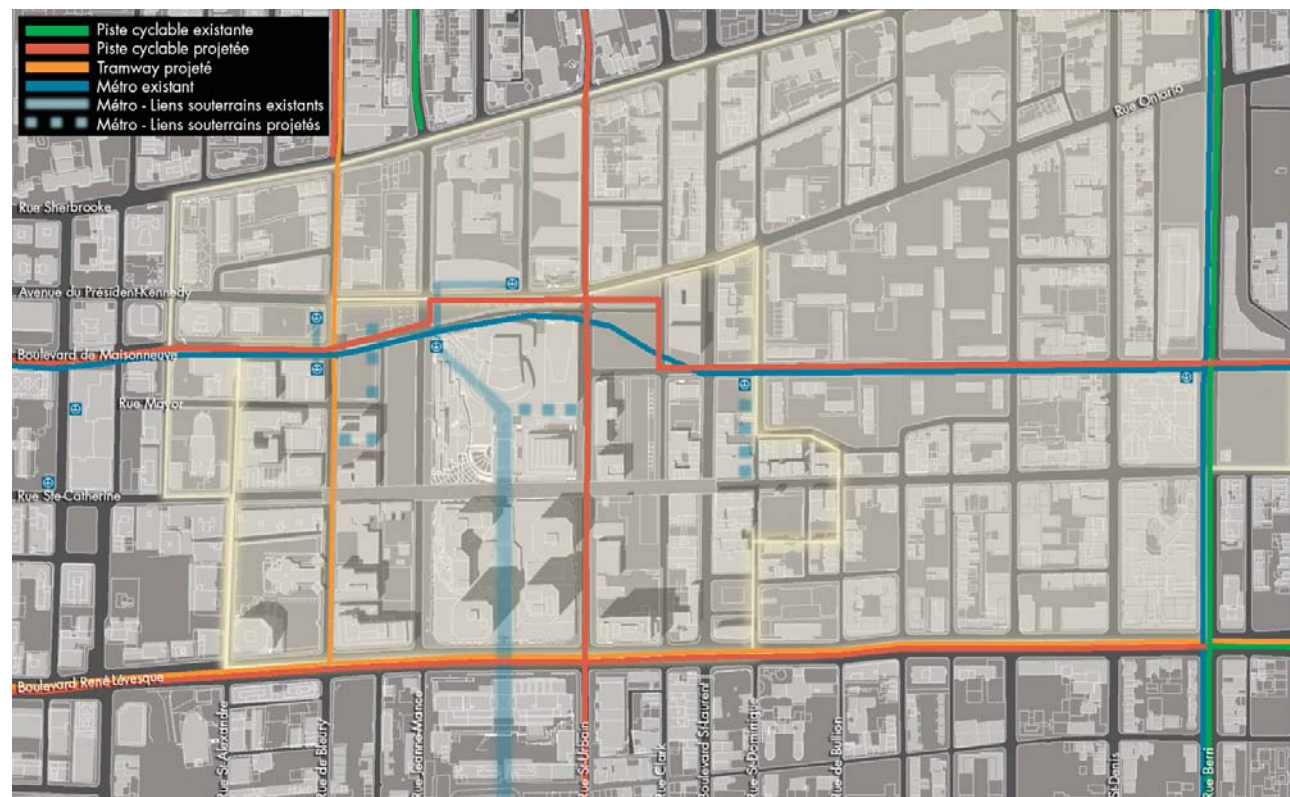 Piste cyclable existante
Piste cyclable projetée
Tramway projeté
Métro existant
Métro - Liens souterrains existants
Métro - Liens souterrains projetés
Rue Ontario
Rue Sherbrooke
Avenue du Président-Kennedy
Boulevard de Maisonneuve
Rue Mayor
Rue Ste-Catherine
Boulevard René-Lévesque
Rue St-Alexandre
Rue de Bleury
Rue Jeanne-Mance
Rue St-Urbain
Rue Clark
Boulevard St-Laurent
Rue St-Dominique
Rue de Bullion
St-Denis
Rue Berri